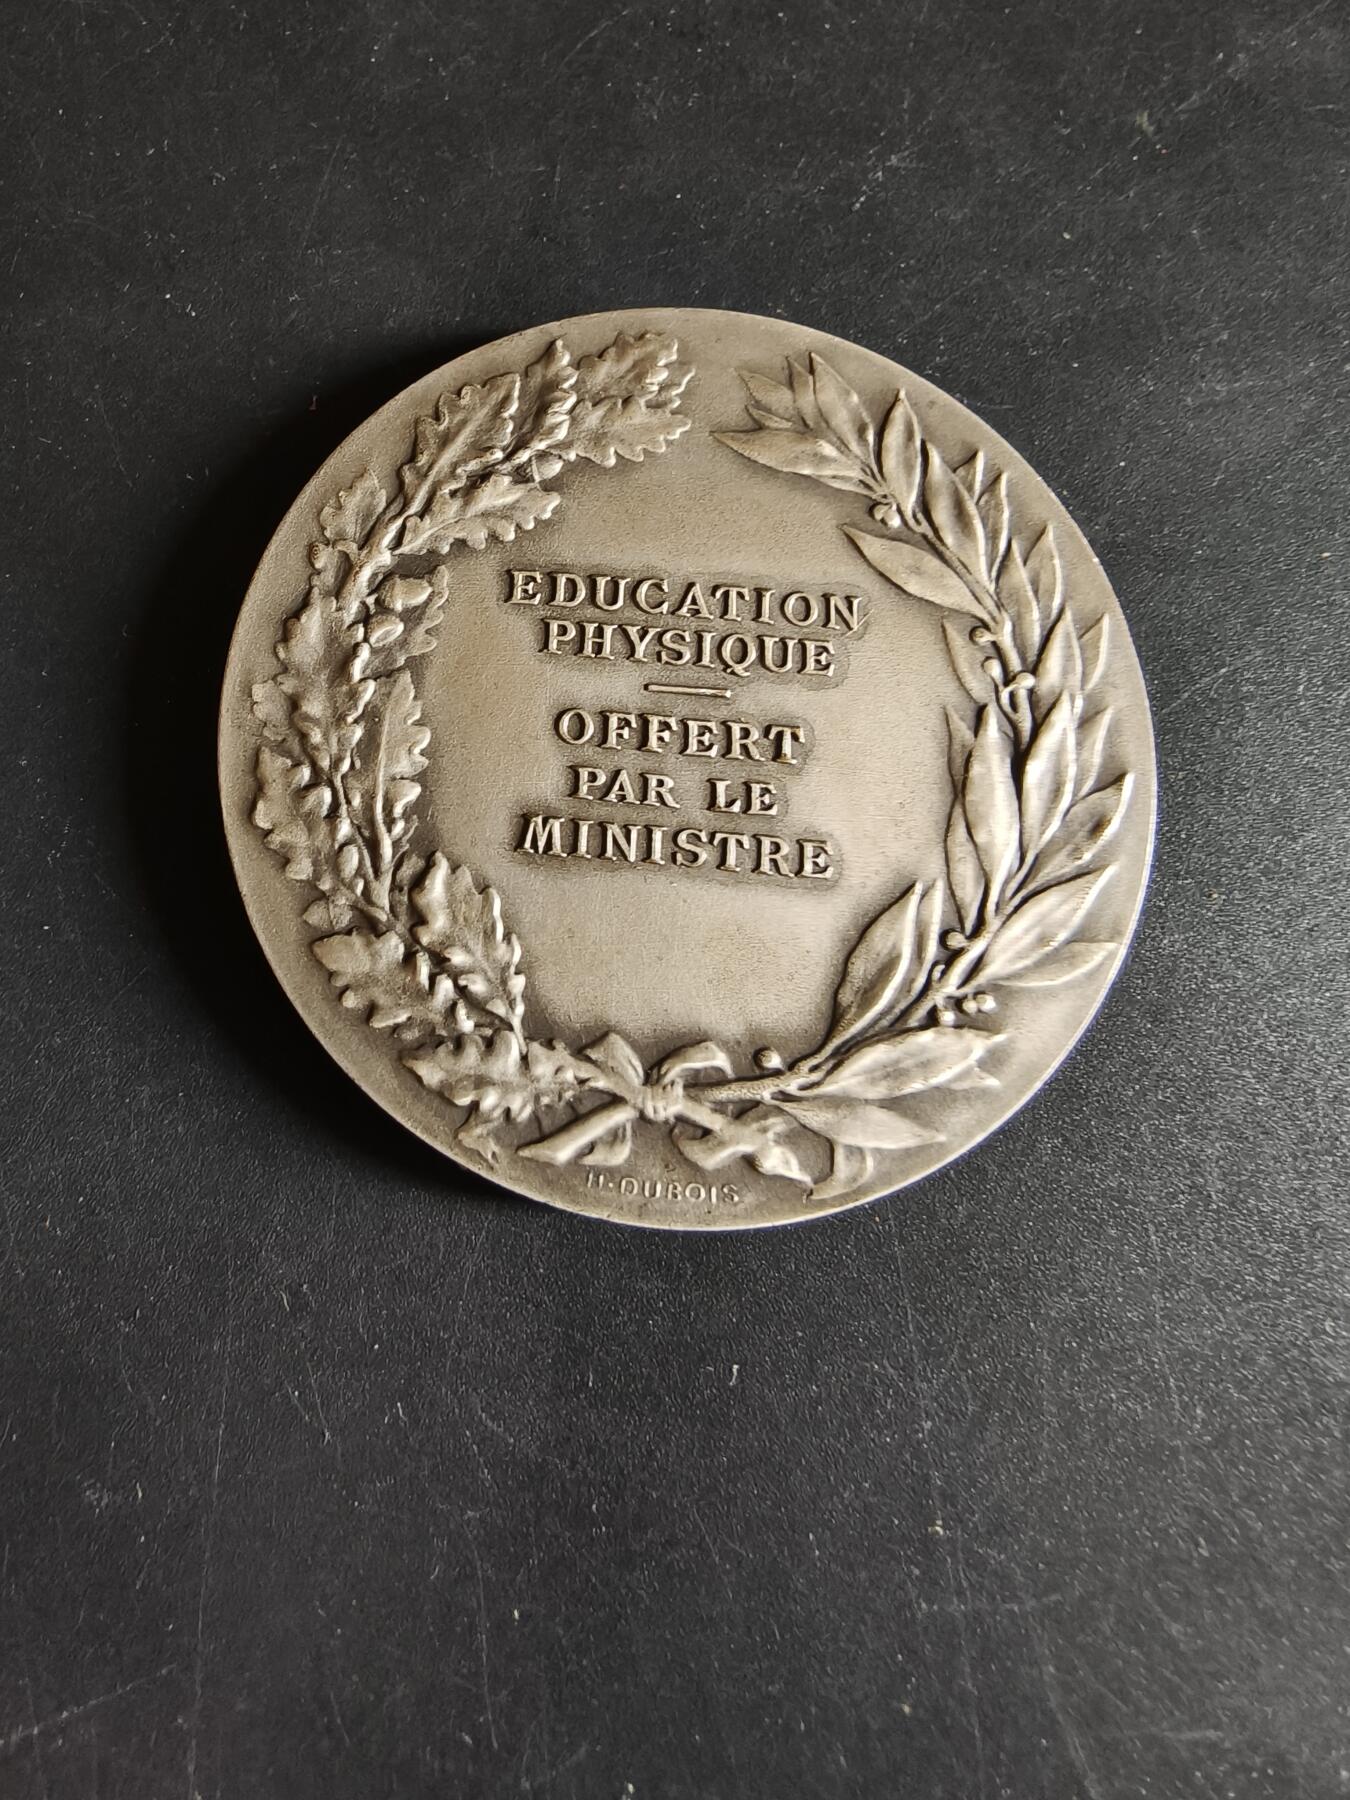 EDUCATION
PHYSIQUE
OFFERT
PAR LE
MINISTRE
H·DUBOIS